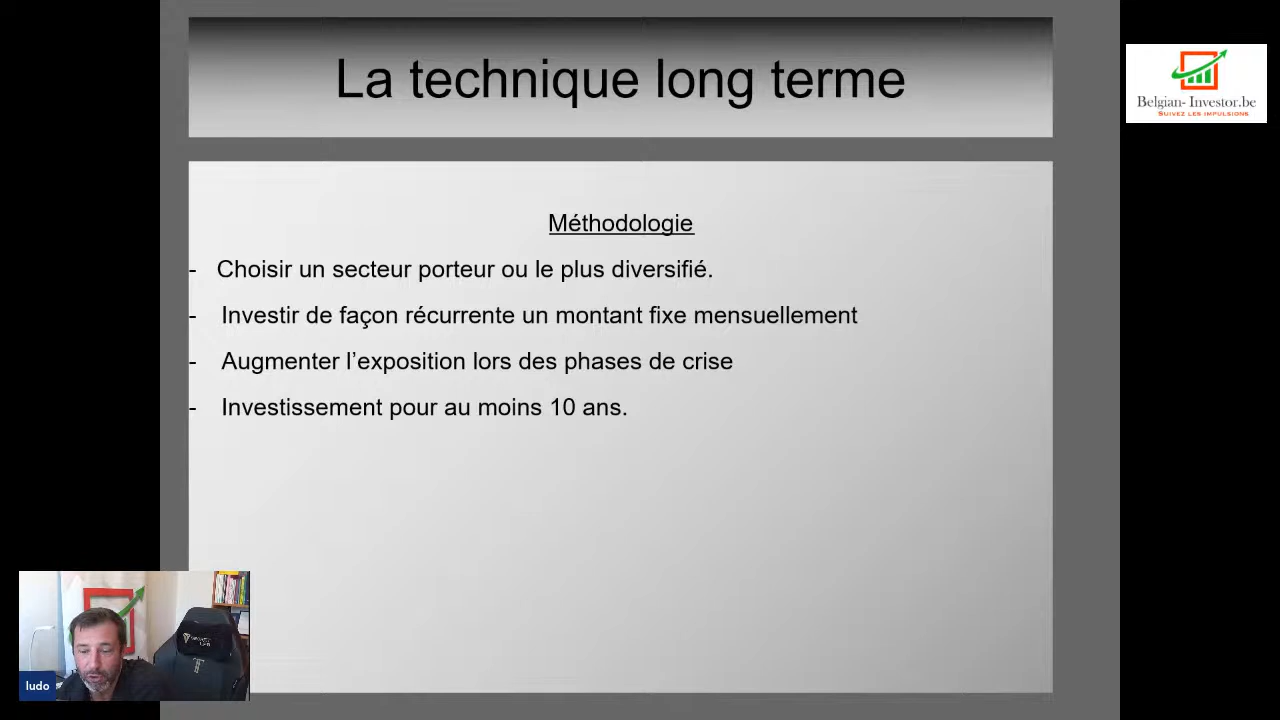 La technique long terme
Belgian- Investor.be
SUIVEZ LES IMPULSIONS
Méthodologie
- Choisir un secteur porteur ou le plus diversifié.
- Investir de façon récurrente un montant fixe mensuellement
- Augmenter l’exposition lors des phases de crise
- Investissement pour au moins 10 ans.
ludo